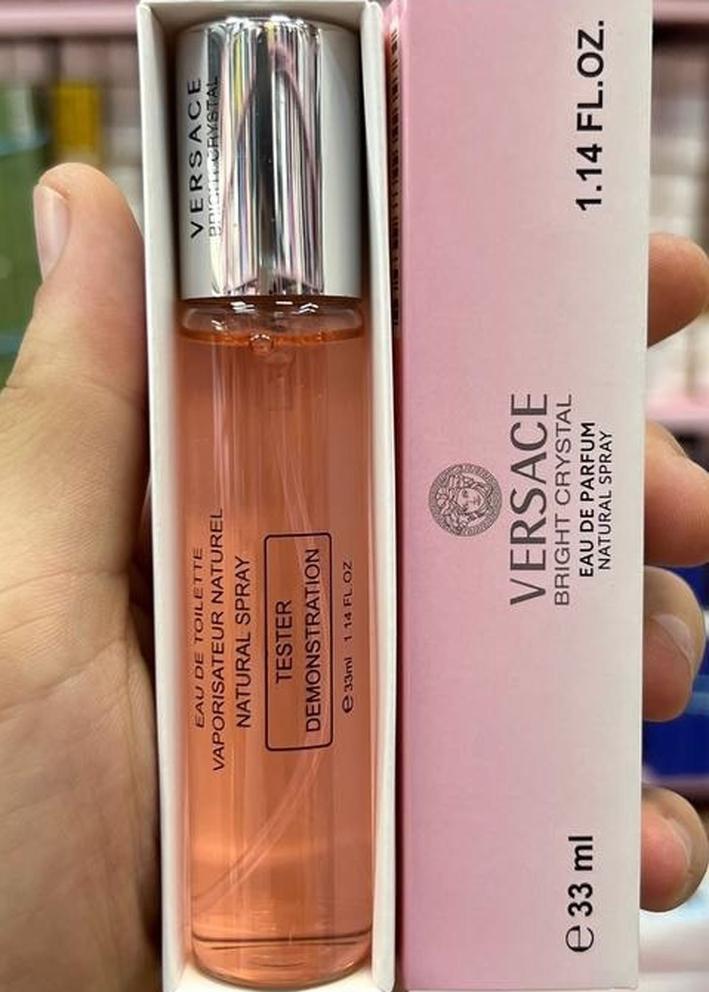 VERSACE
BRIGHT CRYSTAL
EAU DE TOILETTE
VAPORISATEUR NATUREL
NATURAL SPRAY
TESTER
DEMONSTRATION
e 33ml 1.14 FL.OZ
1.14 FL.OZ.
VERSACE
BRIGHT CRYSTAL
EAU DE PARFUM
NATURAL SPRAY
e 33 ml